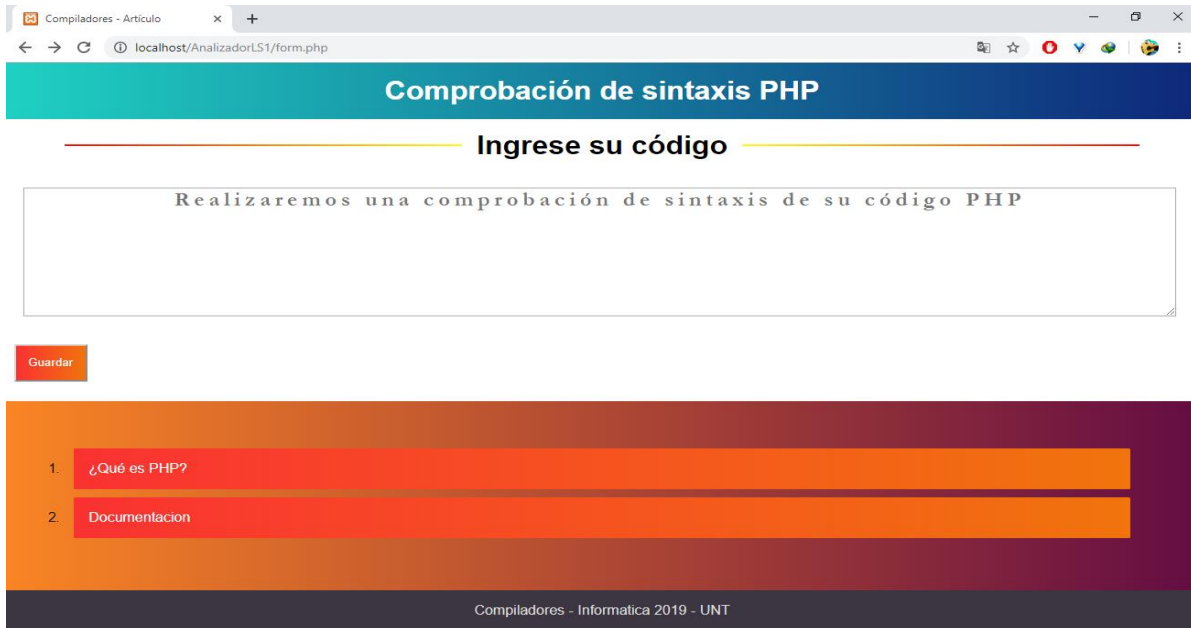 Compiladores - Artículo
localhost/AnalizadorLS1/form.php
Comprobación de sintaxis PHP
Ingrese su código
Realizaremos una comprobación de sintaxis de su código PHP
Guardar
1. ¿Qué es PHP?
2. Documentacion
Compiladores - Informatica 2019 - UNT